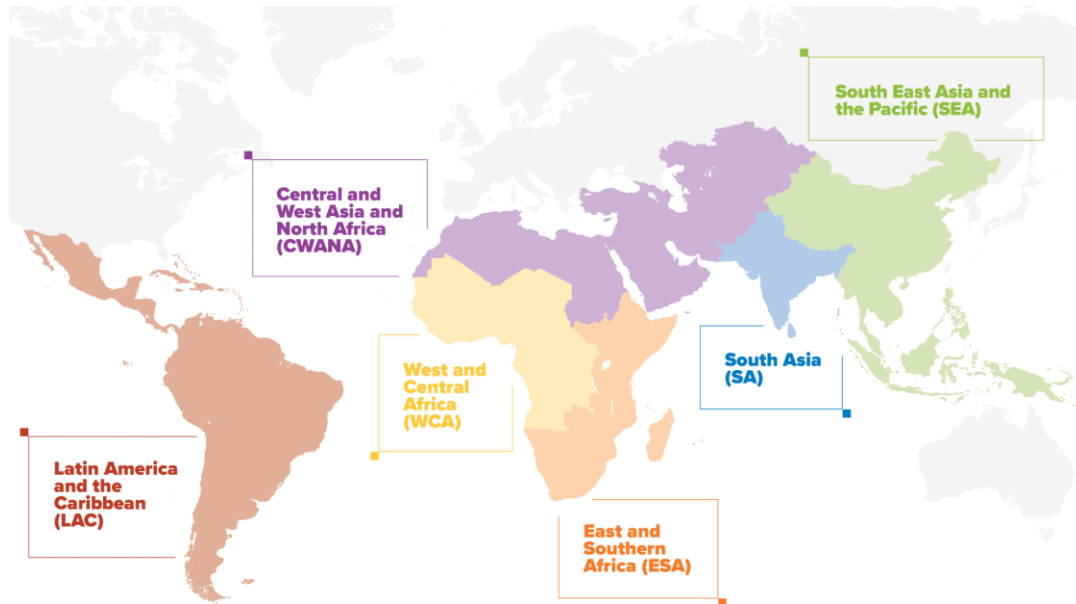 South East Asia and
the Pacific (SEA)
Central and
West Asia and
North Africa
(CWANA)
South Asia
(SA)
West and
Central
Africa
(WCA)
Latin America
and the
Caribbean
(LAC)
East and
Southern
Africa (ESA)